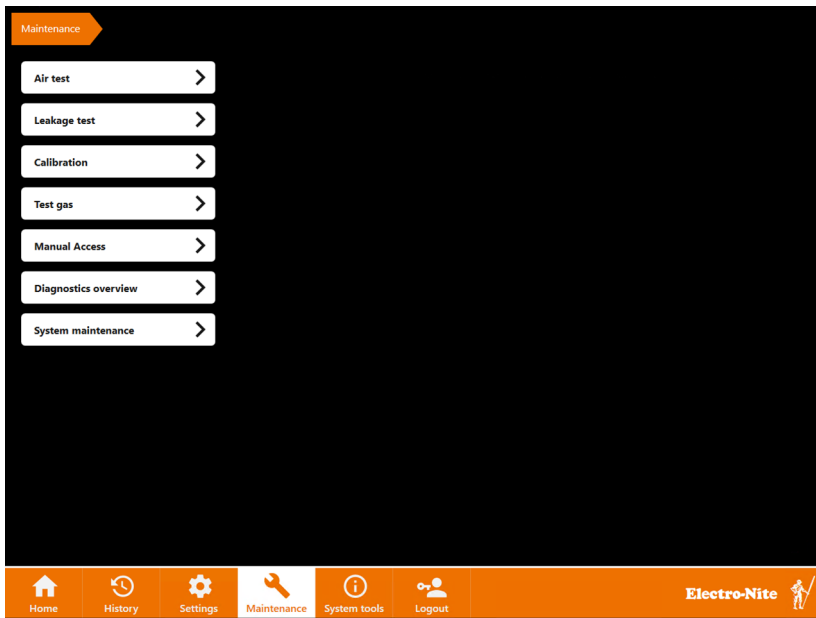 Maintenance
Air test
Leakage test
Calibration
Test gas
Manual Access
Diagnostics overview
System maintenance
Home
History
Settings
Maintenance
System tools
Logout
Electro-Nite